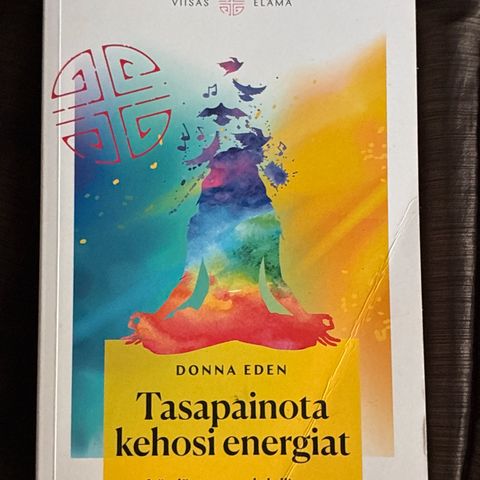 VIISAS ELÄMÄ
DONNA EDEN
Tasapainota
kehosi energiat